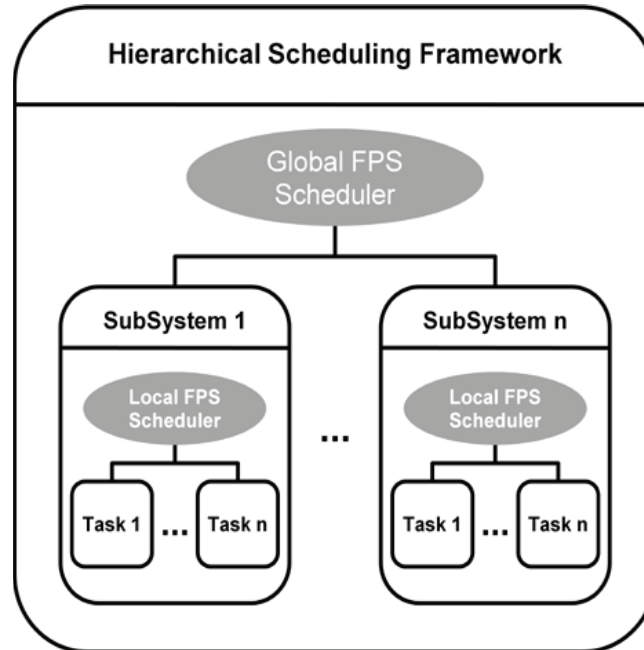 Hierarchical Scheduling Framework
Global FPS
Scheduler
SubSystem 1
Local FPS
Scheduler
Task 1
...
Task n
...
SubSystem n
Local FPS
Scheduler
Task 1
...
Task n